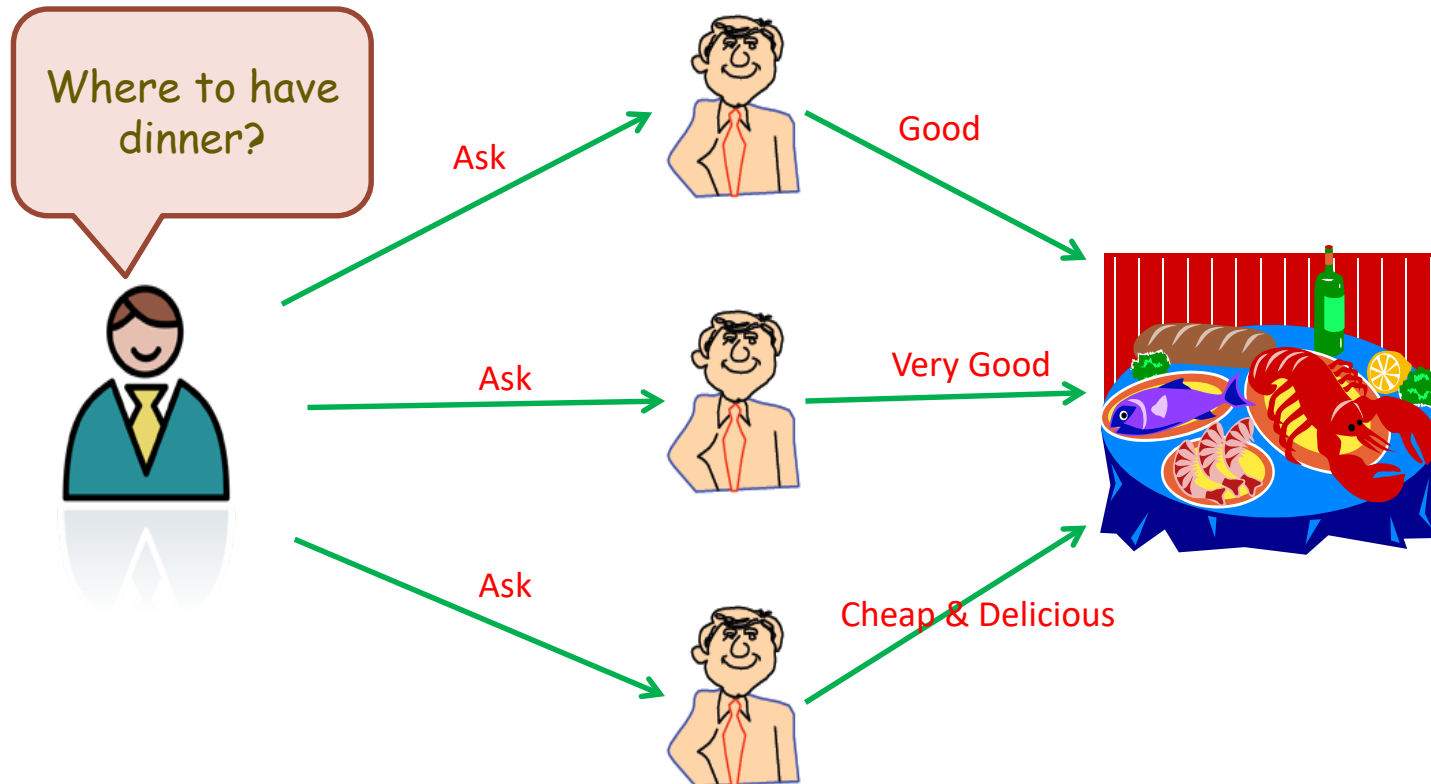 Where to have
dinner?
Ask
Good
Ask
Very Good
Ask
Cheap & Delicious